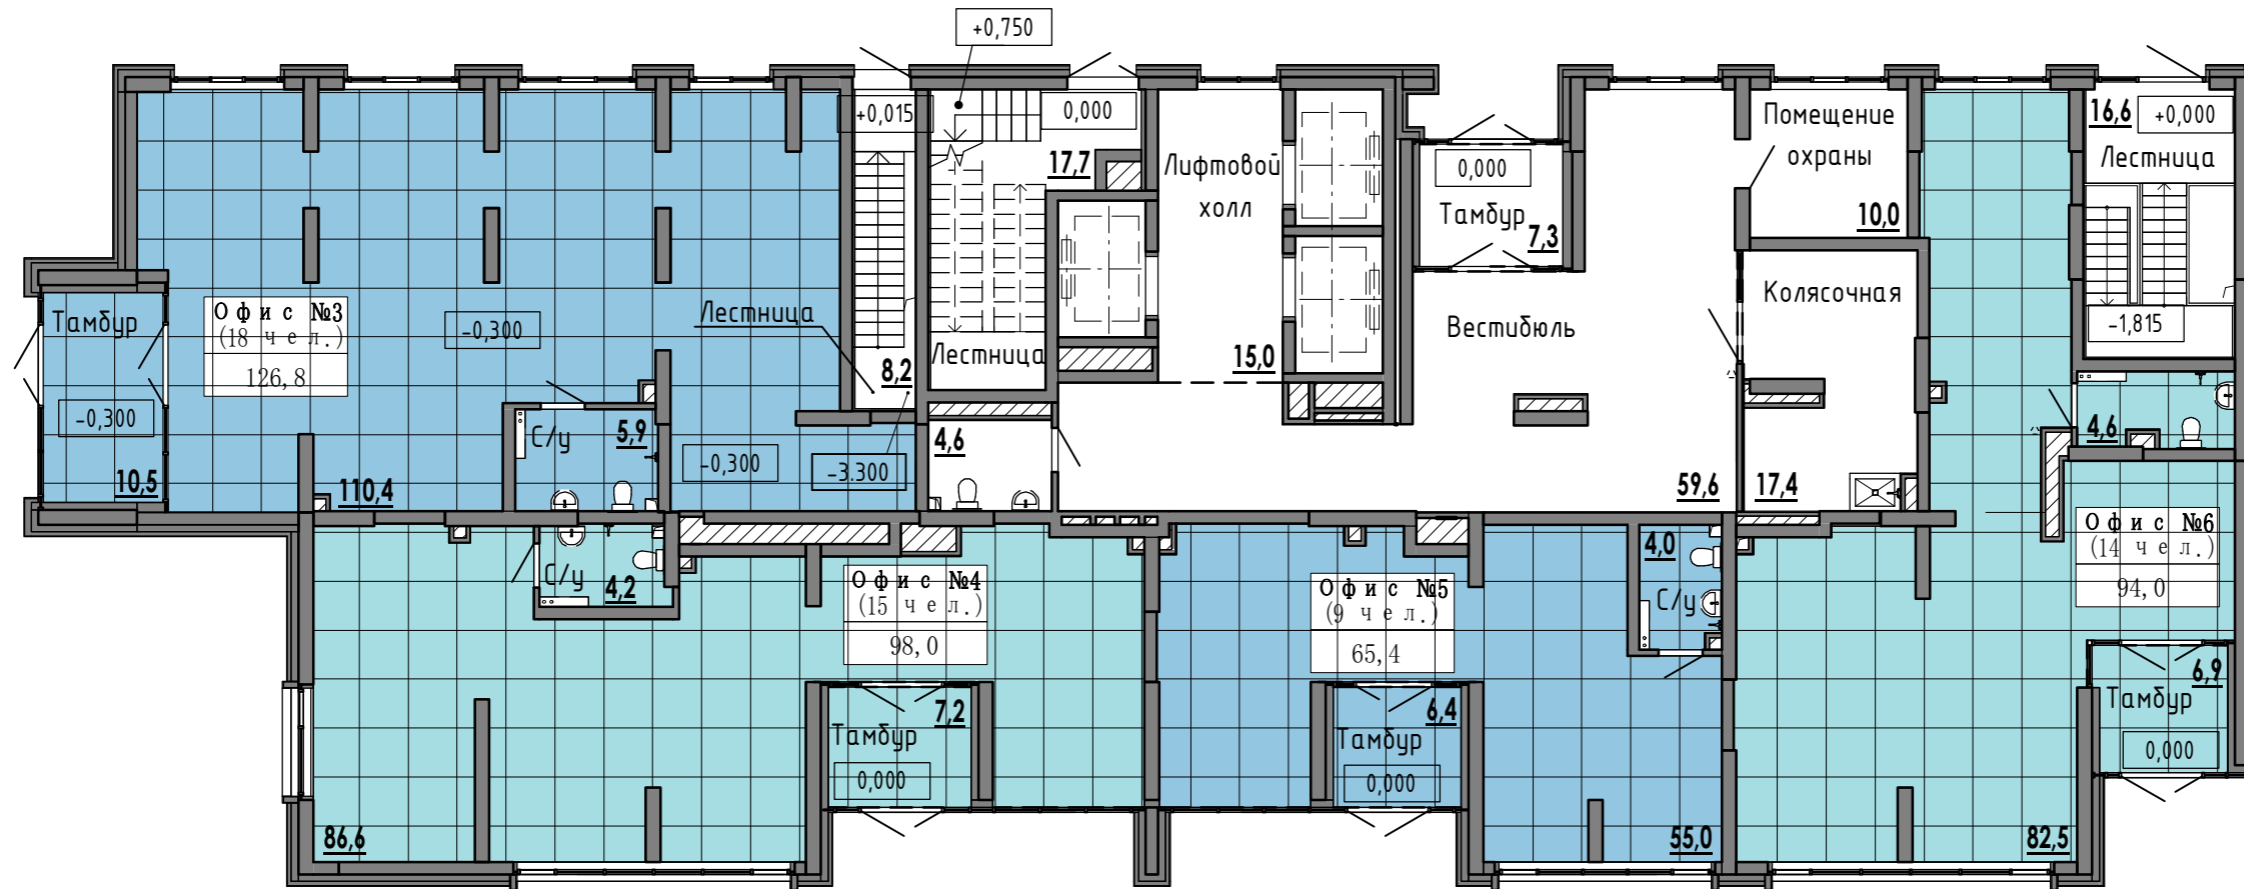 +0,750
+0,015
0,000
17,7
Лифтовой
холл
15,0
0,000
Тамбур
7,3
Помещение
охраны
10,0
16,6
+0,000
Лестница
-1,815
Тамбур
-0,300
10,5
Офис №3
(18 чел.)
126,8
-0,300
110,4
С/у
5,9
Лестница
8,2
-0,300
-3.300
Лестница
4,6
Вестибюль
59,6
Колясочная
17,4
4,6
Офис №6
(14 чел.)
94,0
С/у
4,2
Офис №4
(15 чел.)
98,0
Тамбур
7,2
0,000
86,6
Офис №5
(9 чел.)
65,4
4,0
С/у
Тамбур
6,4
0,000
55,0
6,9
Тамбур
0,000
82,5